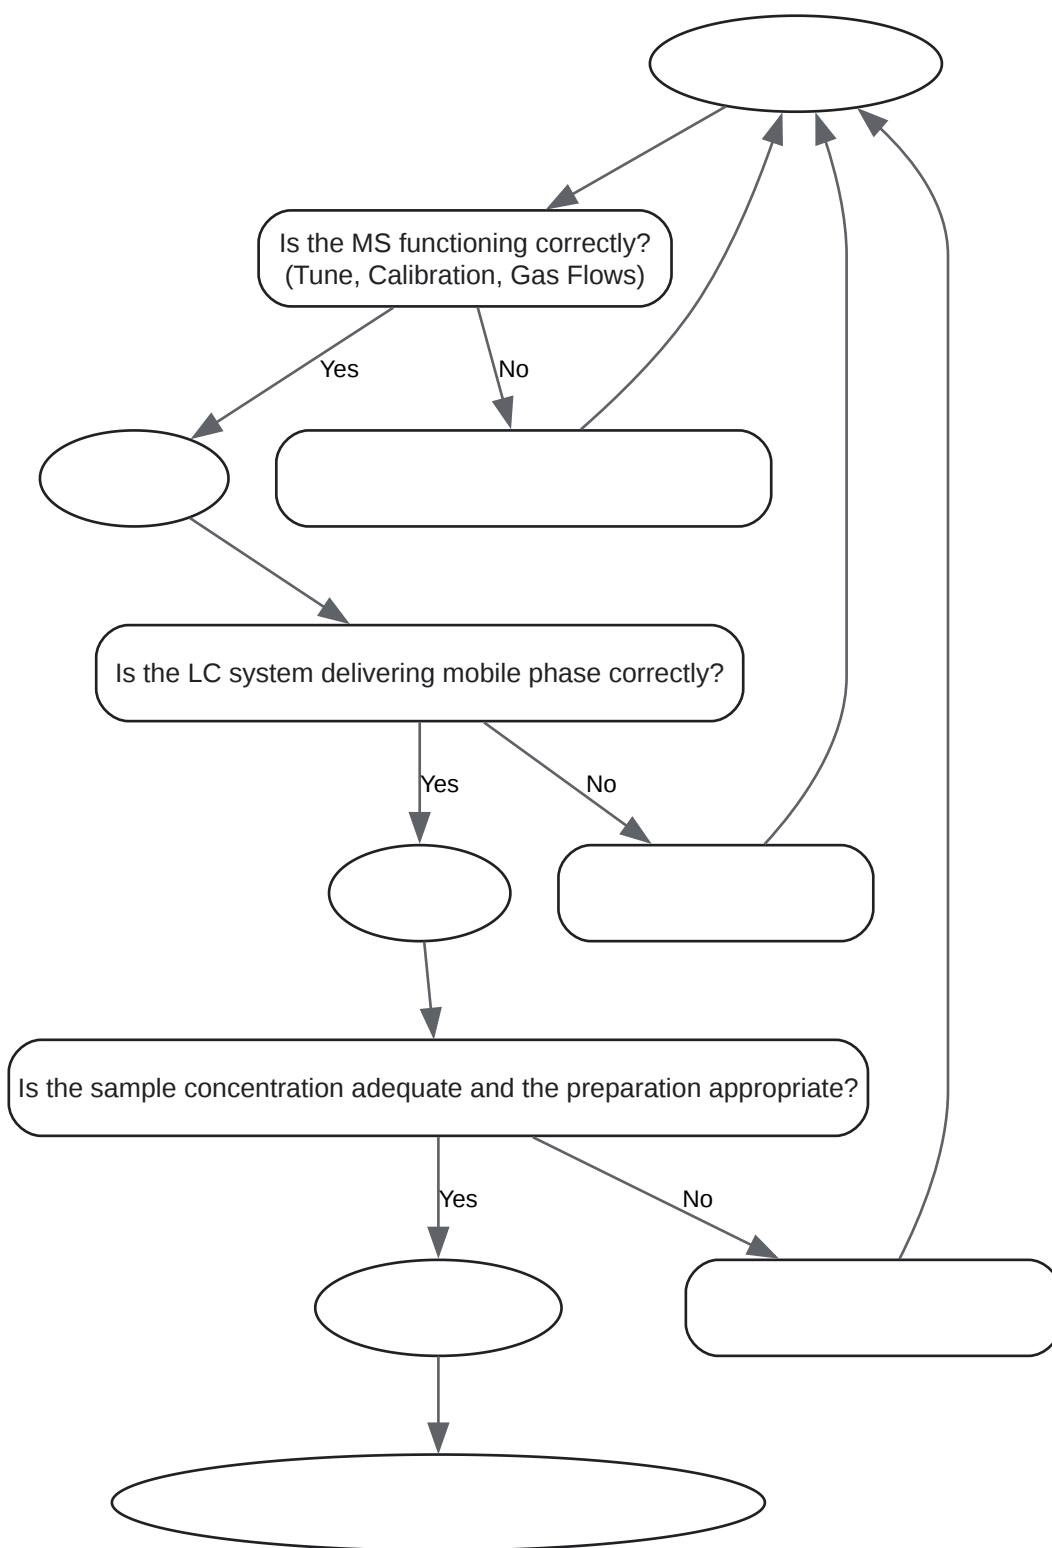 Is the MS functioning correctly?
(Tune, Calibration, Gas Flows)
Yes
No
Is the LC system delivering mobile phase correctly?
Yes
No
Is the sample concentration adequate and the preparation appropriate?
Yes
No